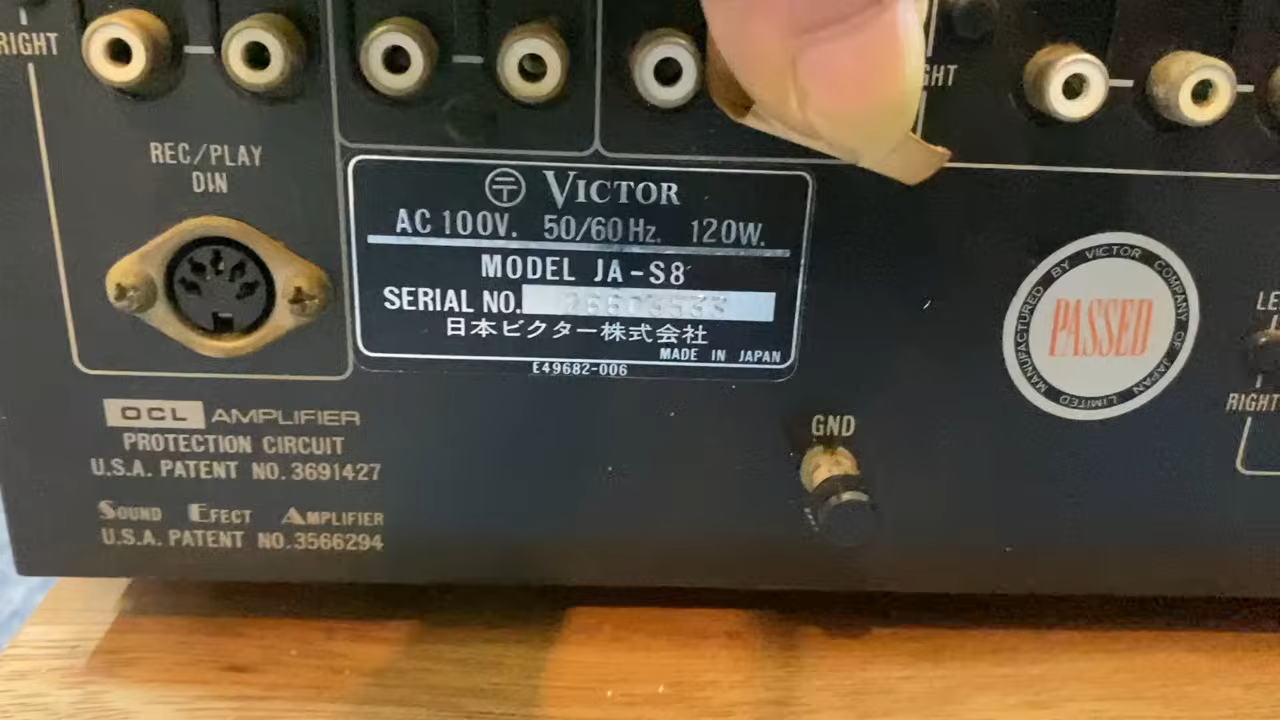 RIGHT
REC/PLAY
DIN
〒 VICTOR
AC 100V. 50/60 Hz. 120W.
MODEL JA-S8
SERIAL NO.
日本ビクター株式会社
MADE IN JAPAN
E49682-006
OCL AMPLIFIER
PROTECTION CIRCUIT
U.S.A. PATENT NO. 3691427
SOUND EFECT AMPLIFIER
U.S.A. PATENT NO. 3566294
GND
MANUFACTURED BY VICTOR COMPANY OF JAPAN LIMITED
PASSED
RIGHT